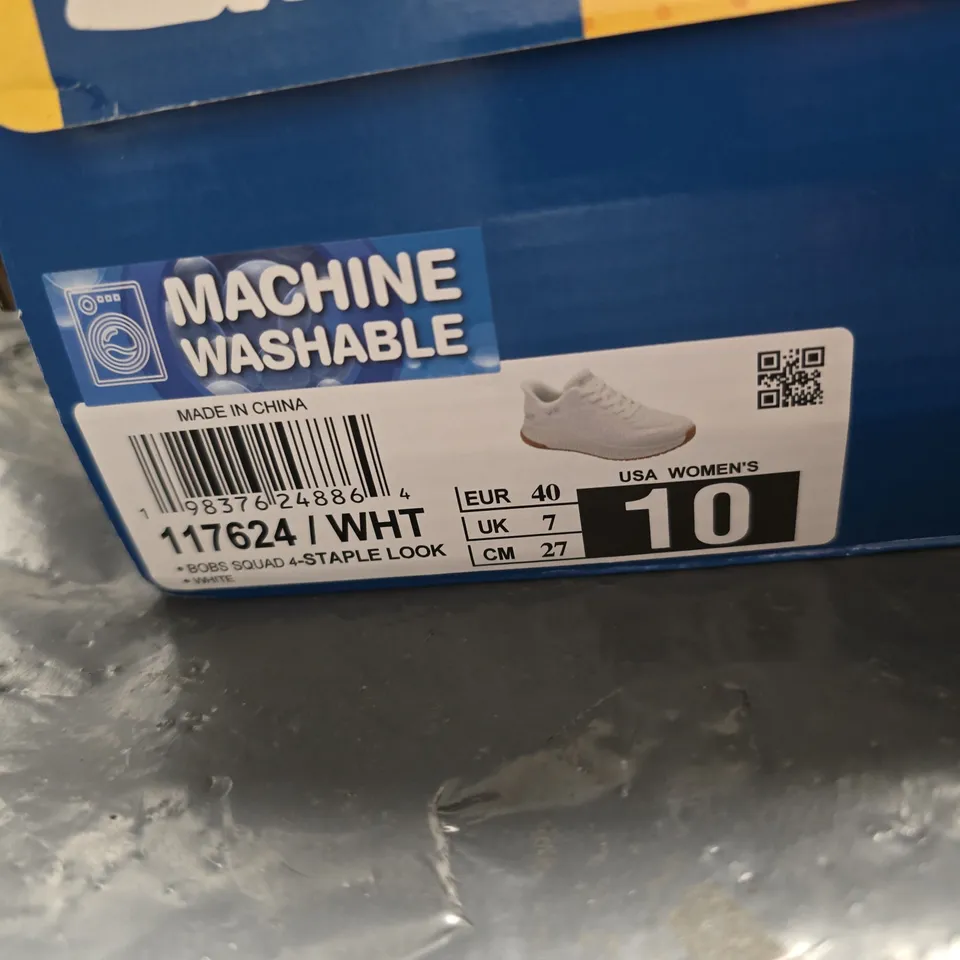 MACHINE
WASHABLE
MADE IN CHINA
1 98376 24886 4
117624 / WHT
• BOBS SQUAD 4-STAPLE LOOK
• WHITE
EUR 40
UK 7
CM 27
USA WOMEN'S
10